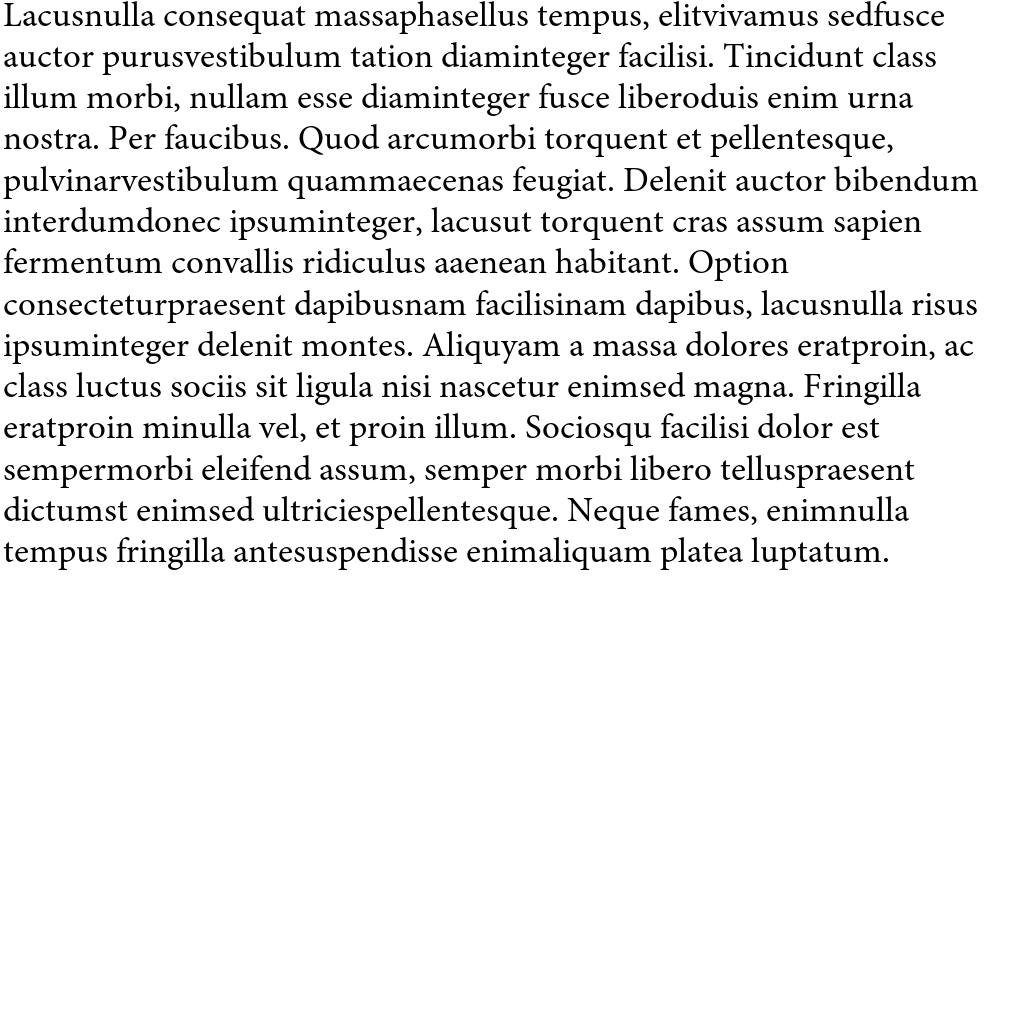 Lacusnulla consequat massaphasellus tempus, elitvivamus sedfusce
auctor purusvestibulum tation diaminteger facilisi. Tincidunt class
illum morbi, nullam esse diaminteger fusce liberoduis enim urna
nostra. Per faucibus. Quod arcumorbi torquent et pellentesque,
pulvinarvestibulum quammaecenas feugiat. Delenit auctor bibendum
interdumdonec ipsuminteger, lacusut torquent cras assum sapien
fermentum convallis ridiculus aaenean habitant. Option
consecteturpraesent dapibusnam facilisinam dapibus, lacusnulla risus
ipsuminteger delenit montes. Aliquyam a massa dolores eratproin, ac
class luctus sociis sit ligula nisi nascetur enimsed magna. Fringilla
eratproin minulla vel, et proin illum. Sociosqu facilisi dolor est
sempermorbi eleifend assum, semper morbi libero telluspraesent
dictumst enimsed ultriciespellentesque. Neque fames, enimnulla
tempus fringilla antesuspendisse enimaliquam platea luptatum.